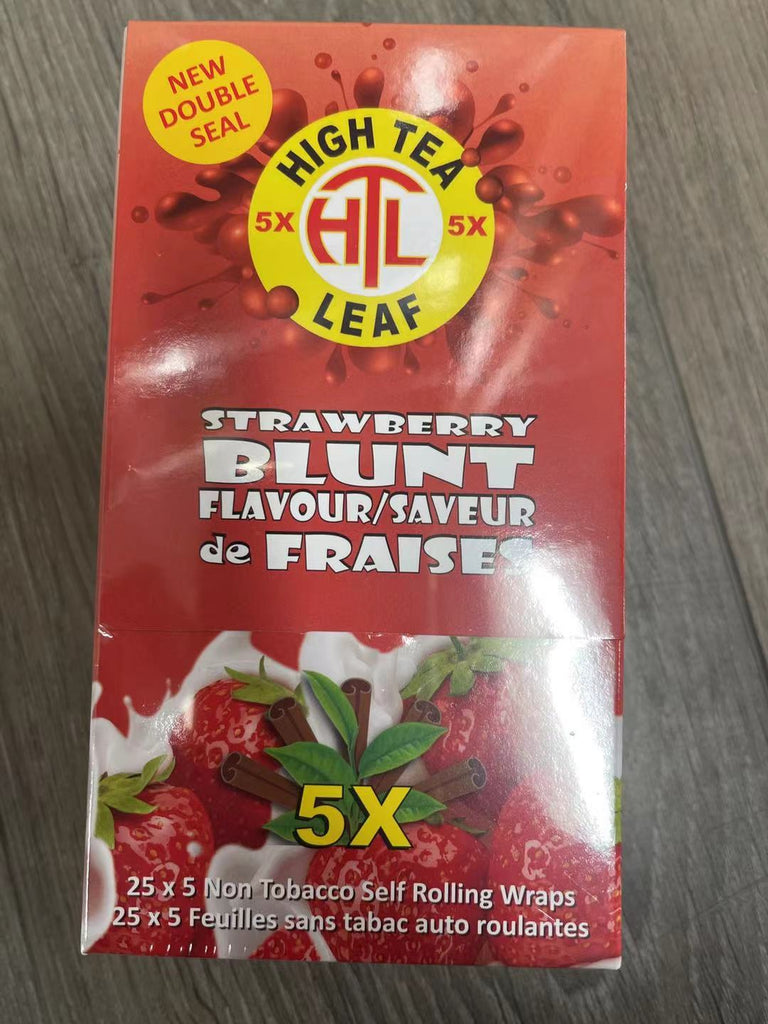 NEW
DOUBLE
SEAL
HIGH TEA
5X HTL 5X
LEAF
STRAWBERRY
BLUNT
FLAVOUR/SAVEUR
de FRAISES
5X
25 x 5 Non Tobacco Self Rolling Wraps
25 x 5 Feuilles sans tabac auto roulantes